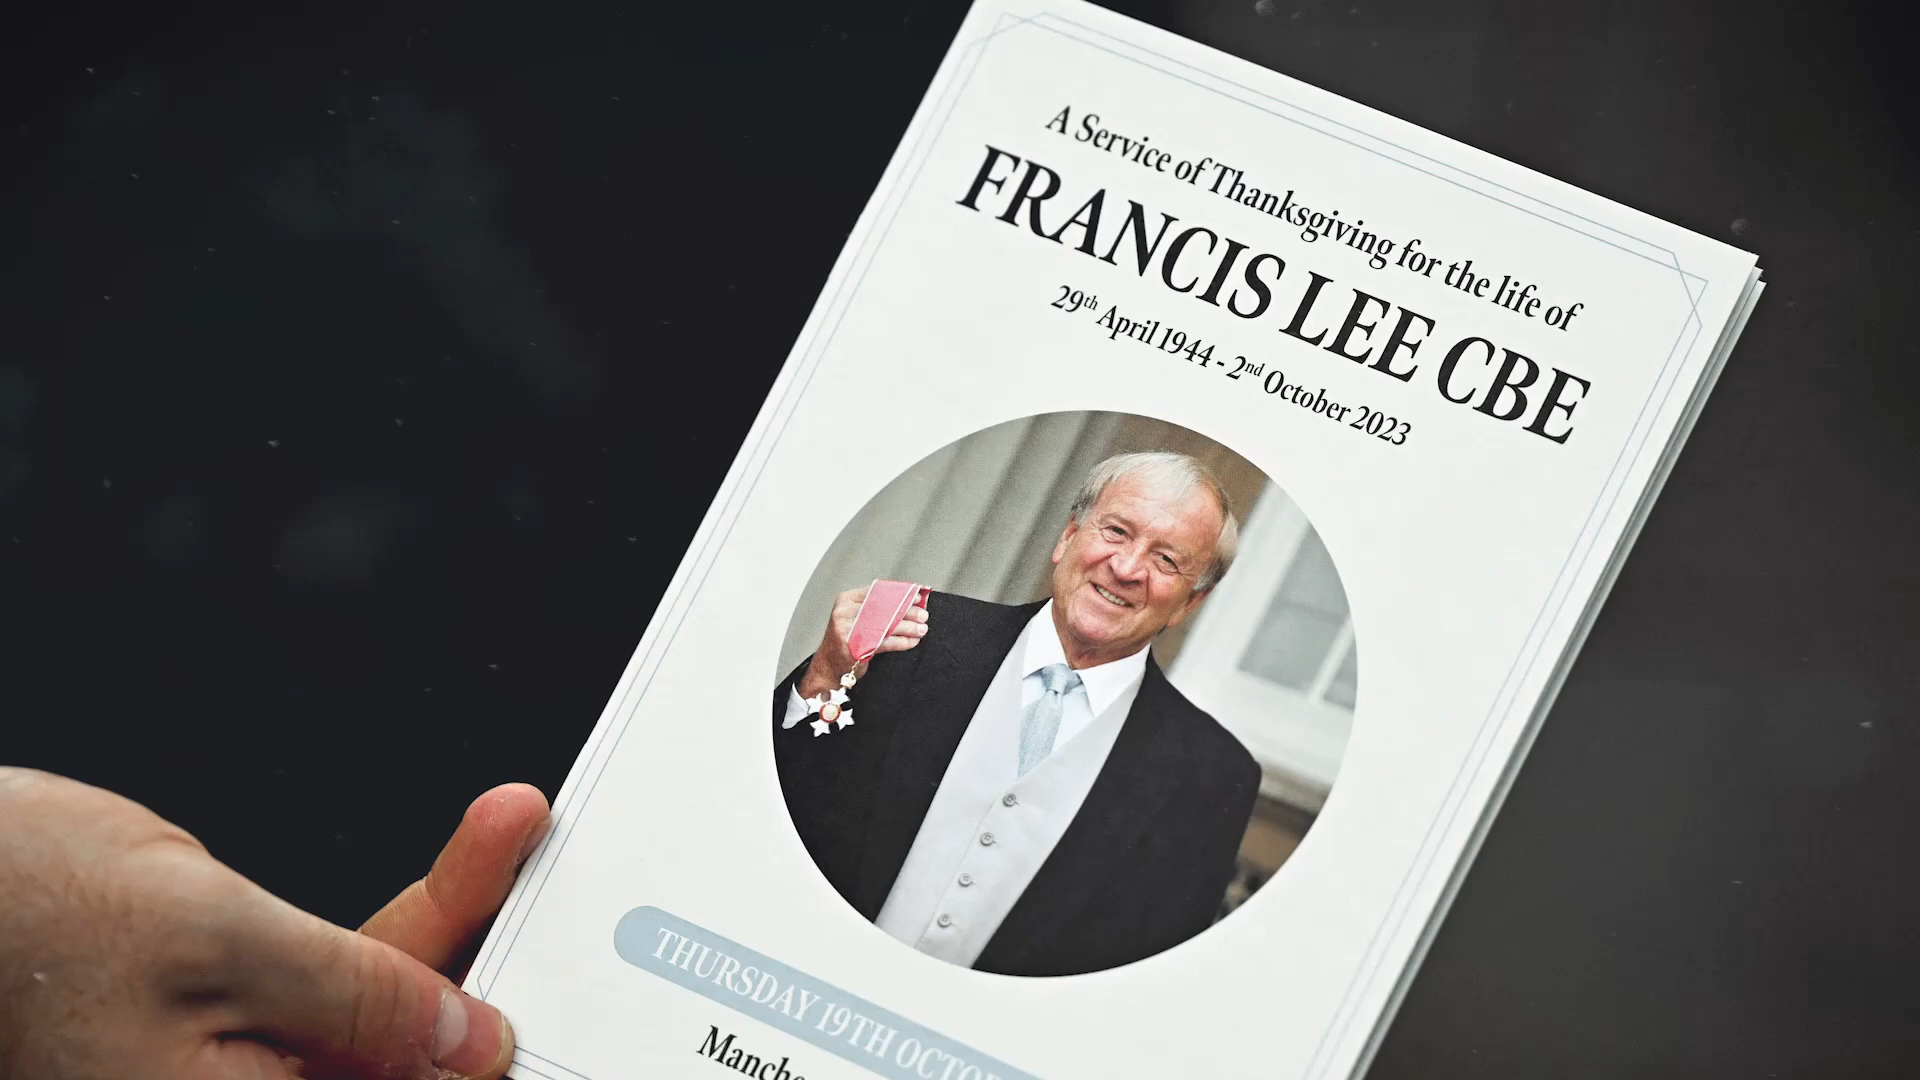 A Service of Thanksgiving for the life of
FRANCIS LEE CBE
29th April 1944 - 2nd October 2023
THURSDAY 19TH